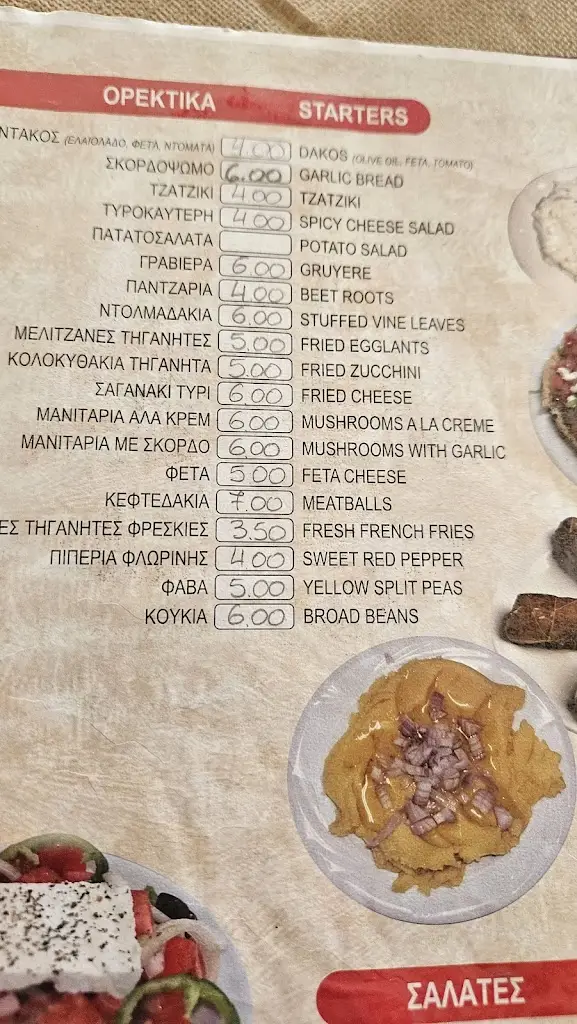 ΟΡΕΚΤΙΚΑ STARTERS
ΝΤΑΚΟΣ (ΕΛΑΙΟΛΑΔΟ, ΦΕΤΑ, ΝΤΟΜΑΤΑ) 4.00 DAKOS (OLIVE OIL, FETA, TOMATO)
ΣΚΟΡΔΟΨΩΜΟ 6.00 GARLIC BREAD
ΤΖΑΤΖΙΚΙ 4.00 TZATZIKI
ΤΥΡΟΚΑΥΤΕΡΗ 4.00 SPICY CHEESE SALAD
ΠΑΤΑΤΟΣΑΛΑΤΑ POTATO SALAD
ΓΡΑΒΙΕΡΑ 6.00 GRUYERE
ΠΑΝΤΖΑΡΙΑ 4.00 BEET ROOTS
ΝΤΟΛΜΑΔΑΚΙΑ 6.00 STUFFED VINE LEAVES
ΜΕΛΙΤΖΑΝΕΣ ΤΗΓΑΝΗΤΕΣ 5.00 FRIED EGGLANTS
ΚΟΛΟΚΥΘΑΚΙΑ ΤΗΓΑΝΗΤΑ 5.00 FRIED ZUCCHINI
ΣΑΓΑΝΑΚΙ ΤΥΡΙ 6.00 FRIED CHEESE
ΜΑΝΙΤΑΡΙΑ ΑΛΑ ΚΡΕΜ 6.00 MUSHROOMS A LA CREME
ΜΑΝΙΤΑΡΙΑ ΜΕ ΣΚΟΡΔΟ 6.00 MUSHROOMS WITH GARLIC
ΦΕΤΑ 5.00 FETA CHEESE
ΚΕΦΤΕΔΑΚΙΑ 7.00 MEATBALLS
ΕΣ ΤΗΓΑΝΗΤΕΣ ΦΡΕΣΚΙΕΣ 3.50 FRESH FRENCH FRIES
ΠΙΠΕΡΙΑ ΦΛΩΡΙΝΗΣ 4.00 SWEET RED PEPPER
ΦΑΒΑ 5.00 YELLOW SPLIT PEAS
ΚΟΥΚΙΑ 6.00 BROAD BEANS
ΣΑΛΑΤΕΣ